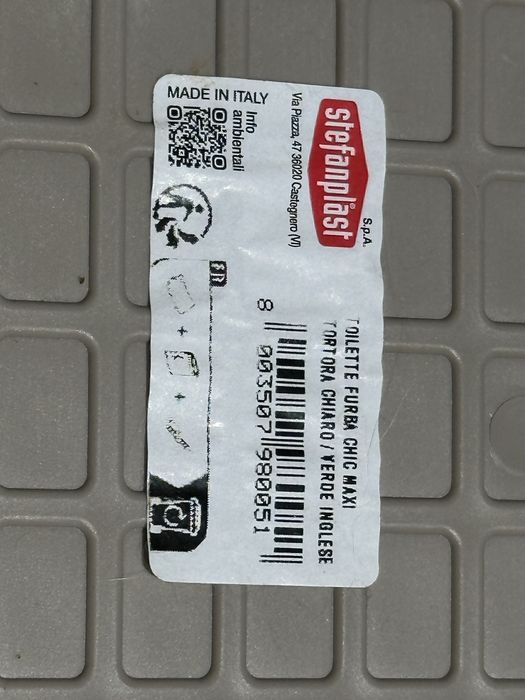 stefanplast
S.p.A.
Via Piazza, 47 36020 Castegnero (VI)
MADE IN ITALY
Info
ambientali
FR
+
+
TOILETTE FURBA CHIC MAXI
TORTORA CHIARO / VERDE INGLESE
8 003507 980051